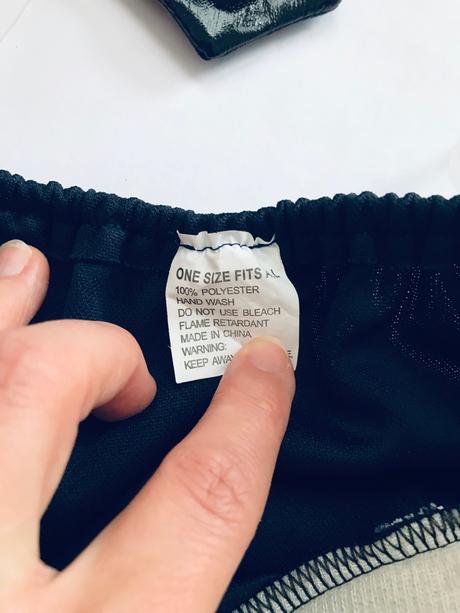 ONE SIZE FITS
100% POLYESTER
HAND WASH
DO NOT USE BLEACH
FLAME RETARDANT
MADE IN CHINA
WARNING:
KEEP AWAY